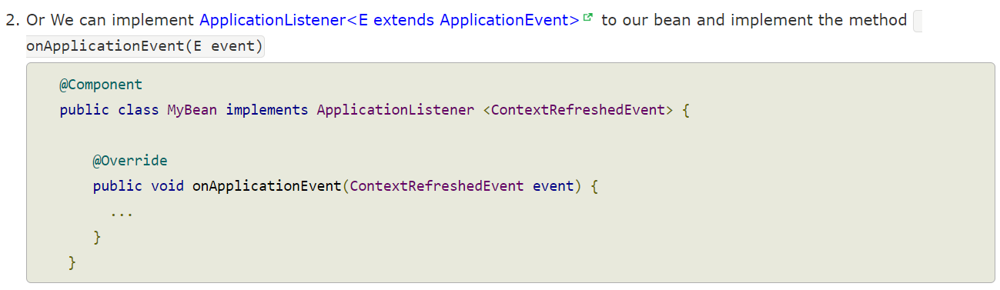 2. Or We can implement ApplicationListener<E extends ApplicationEvent> to our bean and implement the method
onApplicationEvent(E event)
@Component
public class MyBean implements ApplicationListener <ContextRefreshedEvent> {
@Override
public void onApplicationEvent(ContextRefreshedEvent event) {
...
}
}